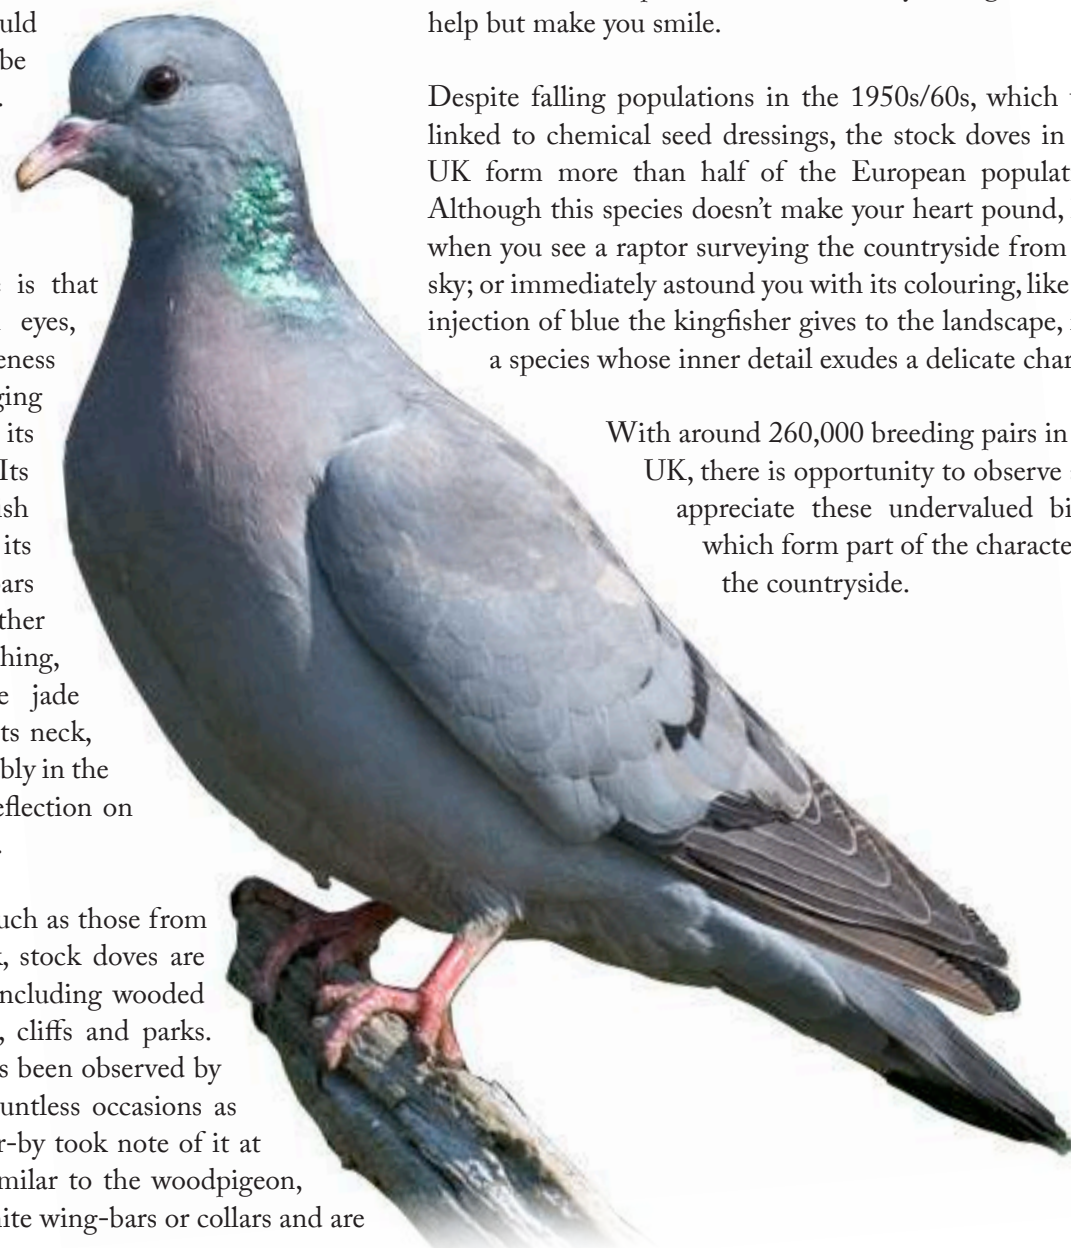 uld
be
.
is that
eyes,
eness
ging
its
Its
sh
its
ars
ther
hing,
e jade
ts neck,
bly in the
eflection on
.
uch as those from
, stock doves are
ncluding wooded
, cliffs and parks.
s been observed by
untless occasions as
r-by took note of it at
milar to the woodpigeon,
ite wing-bars or collars and are
help but make you smile.
Despite falling populations in the 1950s/60s, which
linked to chemical seed dressings, the stock doves in
UK form more than half of the European populat
Although this species doesn’t make your heart pound,
when you see a raptor surveying the countryside from
sky; or immediately astound you with its colouring, like
injection of blue the kingfisher gives to the landscape,
a species whose inner detail exudes a delicate char
With around 260,000 breeding pairs in
UK, there is opportunity to observe
appreciate these undervalued bi
which form part of the characte
the countryside.